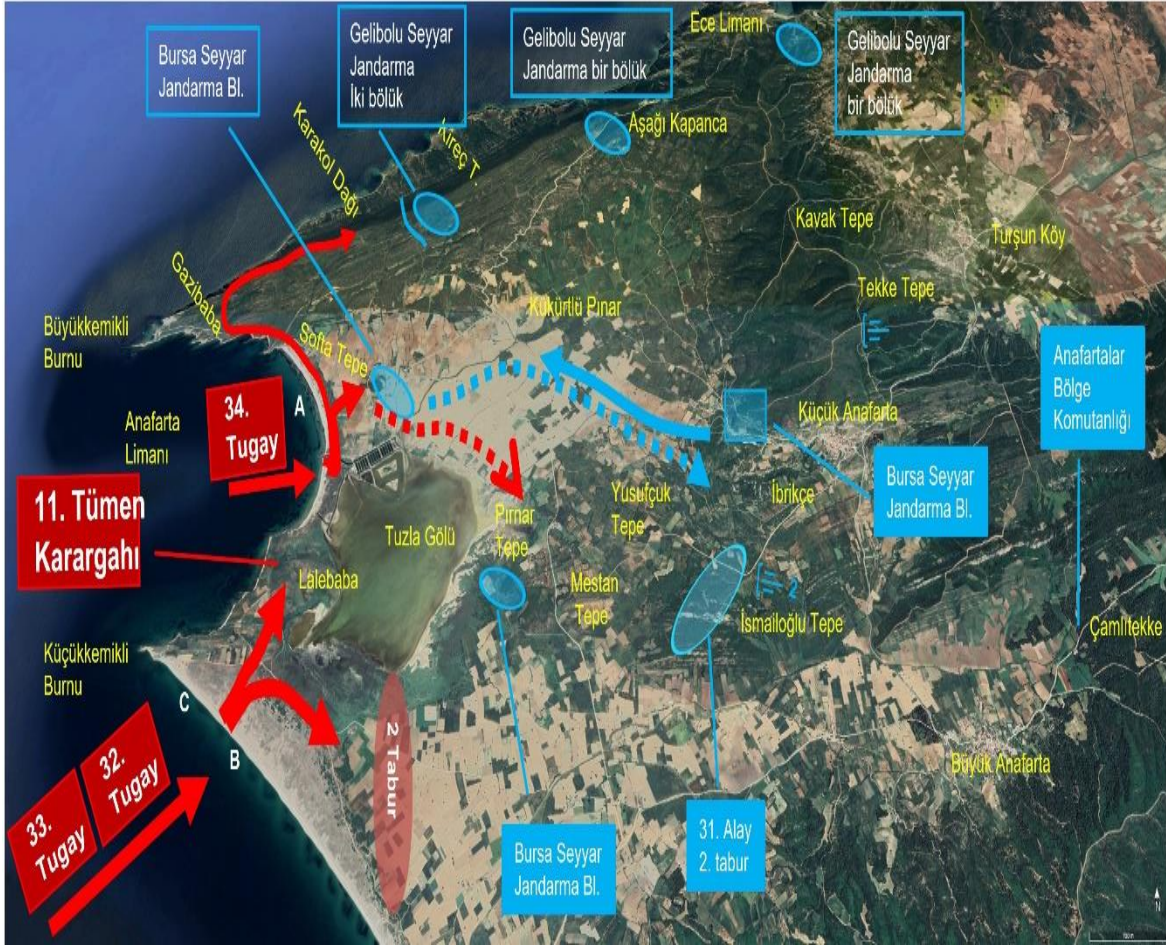 Ece Limanı
Bursa Seyyar
Jandarma Bl.
Gelibolu Seyyar
Jandarma
İki bölük
Gelibolu Seyyar
Jandarma bir bölük
Gelibolu Seyyar
Jandarma
bir bölük
Karakol Dağı
Kireç T.
Aşağı Kapanca
Kavak Tepe
Turşun Köy
Gazibaba
Tekke Tepe
Büyükkemikli
Burnu
Softa Tepe
Kükürtlü Pınar
Anafartalar
Bölge
Komutanlığı
34.
Tugay
A
Anafarta
Limanı
Küçük Anafarta
11. Tümen
Karargahı
Tuzla Gölü
Pırnar
Tepe
Yusufçuk
Tepe
İbrikçe
Bursa Seyyar
Jandarma Bl.
Lalebaba
Mestan
Tepe
2
İsmailoğlu Tepe
Çamlıtekke
Küçükkemikli
Burnu
C
B
2 Tabur
33.
Tugay
32.
Tugay
Büyük Anafarta
Bursa Seyyar
Jandarma Bl.
31. Alay
2. tabur
N